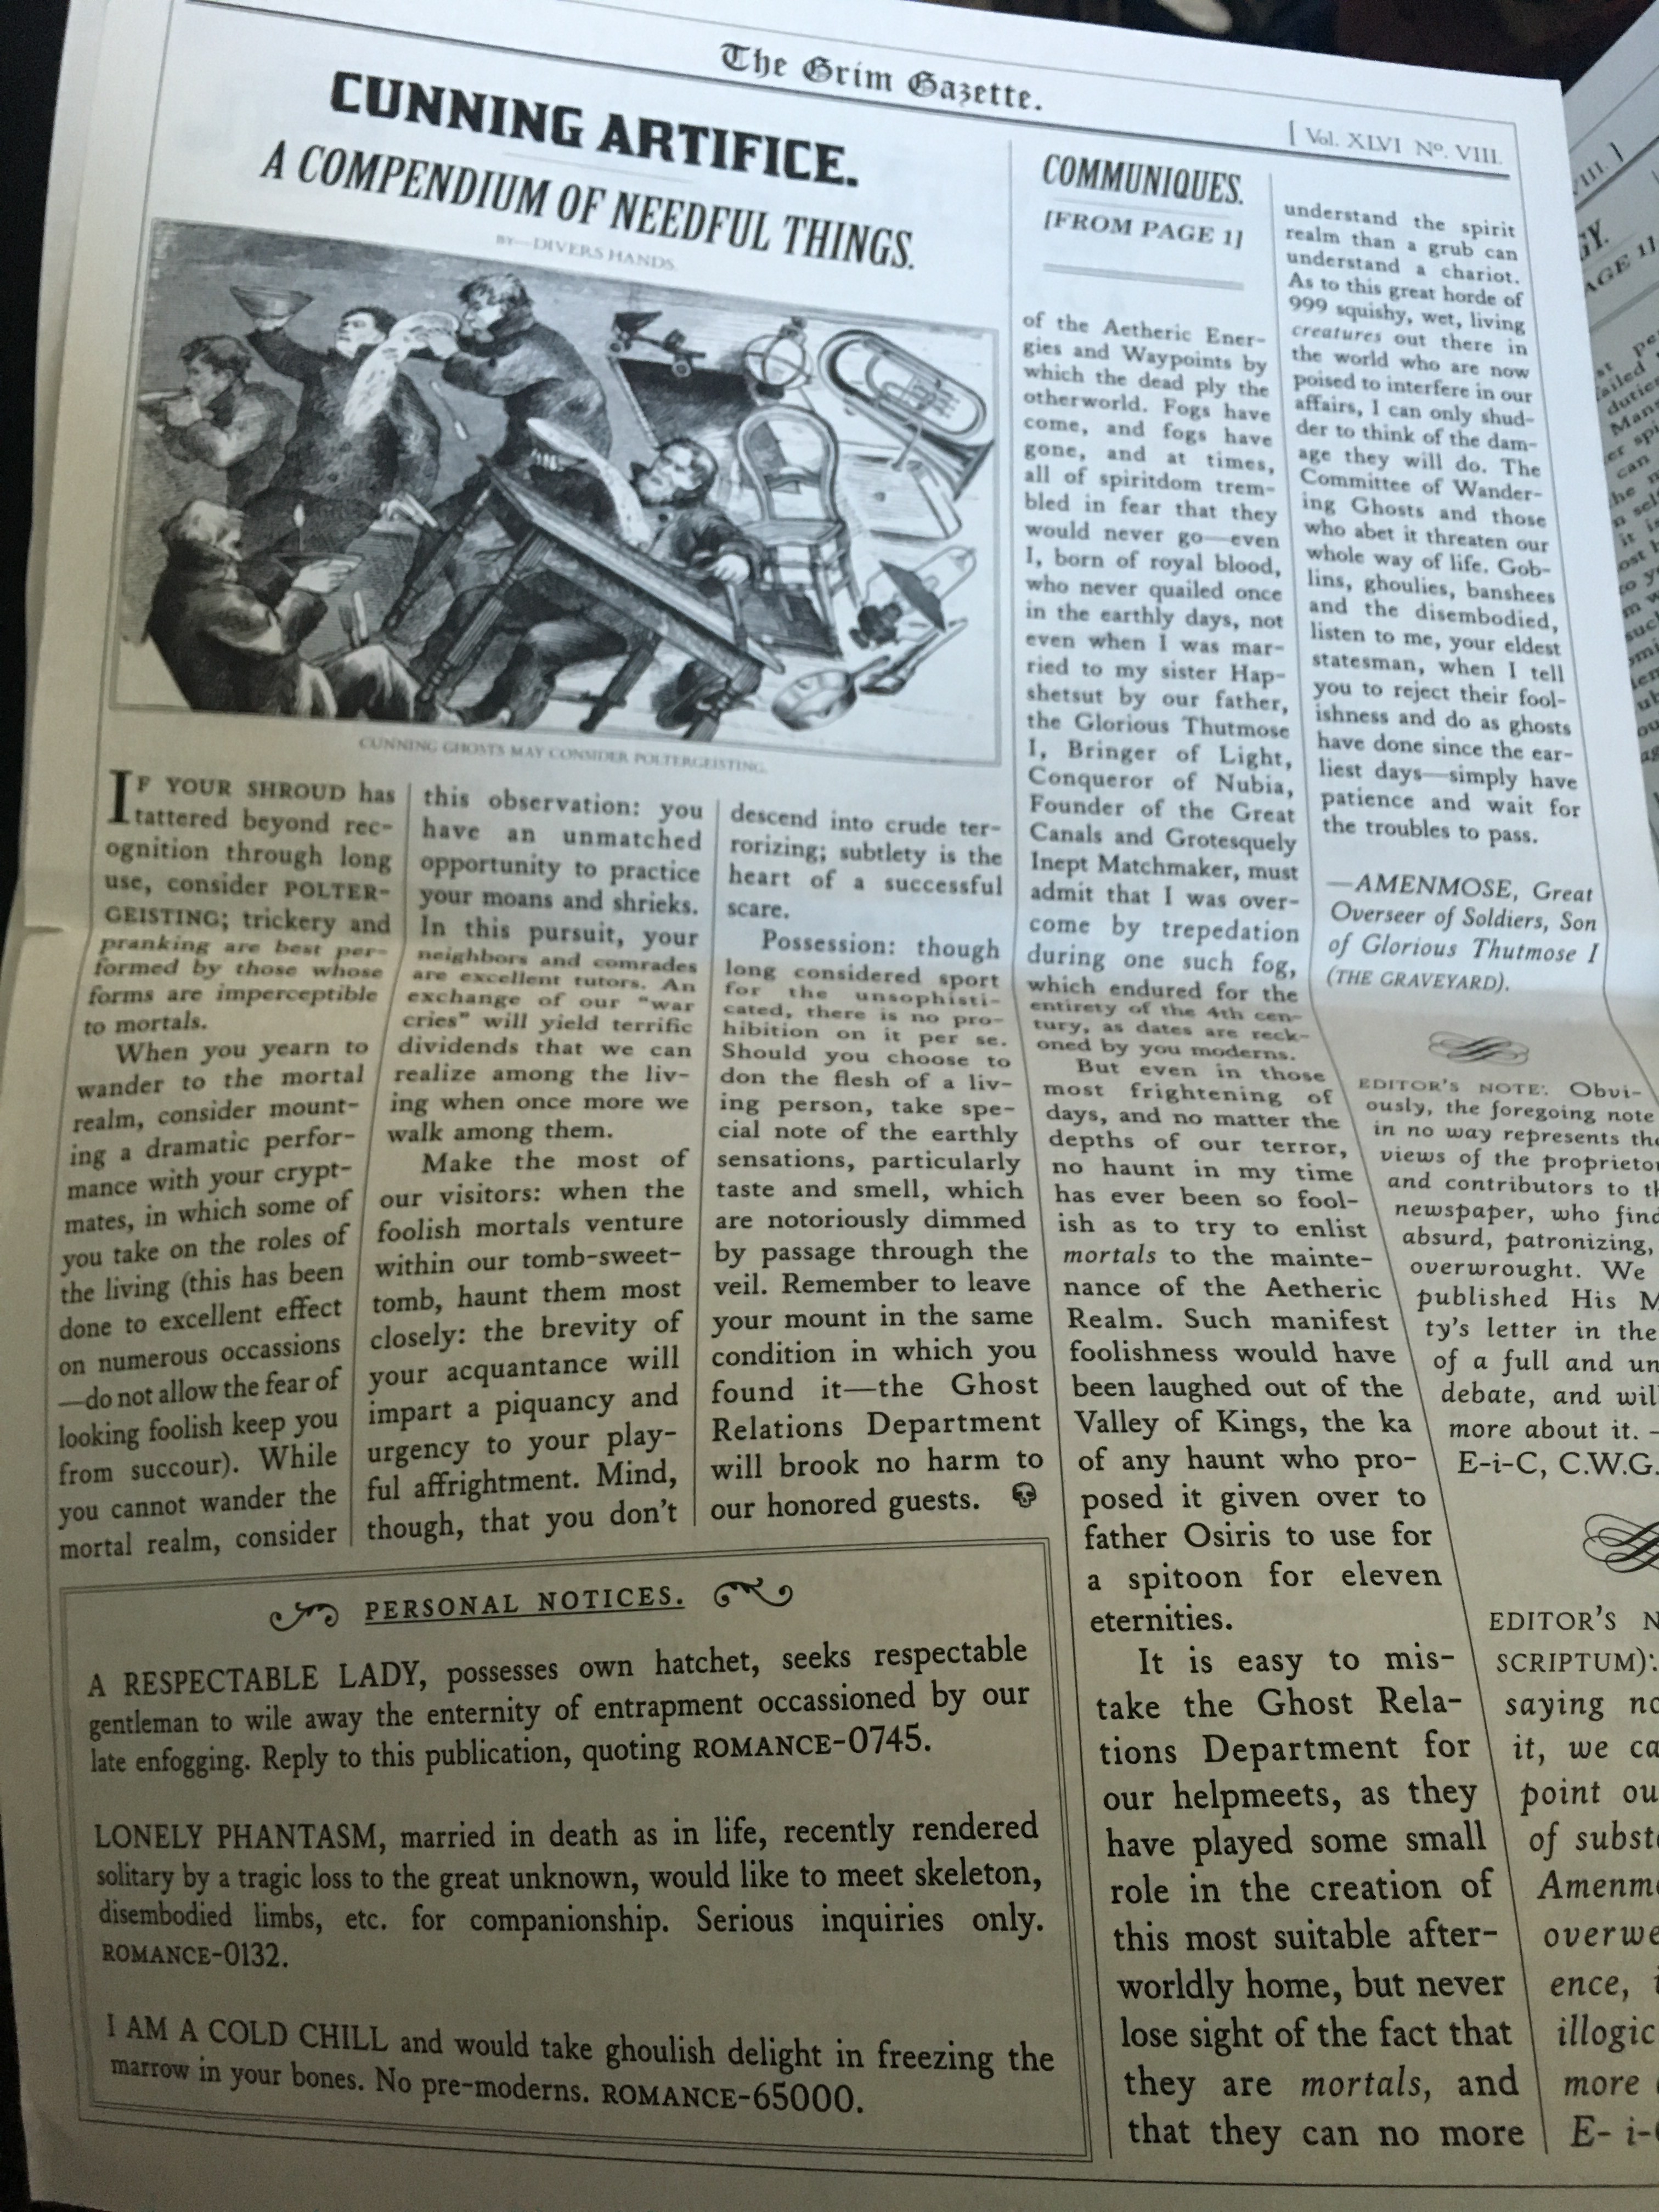 The Grim Gazette.
[ Vol. XLVI Nº. VIII.
CUNNING ARTIFICE.
A COMPENDIUM OF NEEDFUL THINGS.
BY—DIVERS HANDS.
CUNNING GHOSTS MAY CONSIDER POLTERGEISTING.
IF YOUR SHROUD has
tattered beyond rec-
ognition through long
use, consider POLTER-
GEISTING; trickery and
pranking are best per-
formed by those whose
forms are imperceptible
to mortals.
When you yearn to
wander to the mortal
realm, consider mount-
ing a dramatic perfor-
mance with your crypt-
mates, in which some of
you take on the roles of
the living (this has been
done to excellent effect
on numerous occassions
—do not allow the fear of
looking foolish keep you
from succour). While
you cannot wander the
mortal realm, consider
this observation: you
have an unmatched
opportunity to practice
your moans and shrieks.
In this pursuit, your
neighbors and comrades
are excellent tutors. An
exchange of our "war
cries" will yield terrific
dividends that we can
realize among the liv-
ing when once more we
walk among them.
Make the most of
our visitors: when the
foolish mortals venture
within our tomb-sweet-
tomb, haunt them most
closely: the brevity of
your acquantance will
impart a piquancy and
urgency to your play-
ful affrightment. Mind,
though, that you don't
descend into crude ter-
rorizing; subtlety is the
heart of a successful
scare.
Possession: though
long considered sport
for the unsophisti-
cated, there is no pro-
hibition on it per se.
Should you choose to
don the flesh of a liv-
ing person, take spe-
cial note of the earthly
sensations, particularly
taste and smell, which
are notoriously dimmed
by passage through the
veil. Remember to leave
your mount in the same
condition in which you
found it—the Ghost
Relations Department
will brook no harm to
our honored guests.
PERSONAL NOTICES.
A RESPECTABLE LADY, possesses own hatchet, seeks respectable
gentleman to wile away the enternity of entrapment occassioned by our
late enfogging. Reply to this publication, quoting ROMANCE-0745.
LONELY PHANTASM, married in death as in life, recently rendered
solitary by a tragic loss to the great unknown, would like to meet skeleton,
disembodied limbs, etc. for companionship. Serious inquiries only.
ROMANCE-0132.
I AM A COLD CHILL and would take ghoulish delight in freezing the
marrow in your bones. No pre-moderns. ROMANCE-65000.
COMMUNIQUES.
[FROM PAGE 1]
of the Aetheric Ener-
gies and Waypoints by
which the dead ply the
otherworld. Fogs have
come, and fogs have
gone, and at times,
all of spiritdom trem-
bled in fear that they
would never go—even
I, born of royal blood,
who never quailed once
in the earthly days, not
even when I was mar-
ried to my sister Hap-
shetsut by our father,
the Glorious Thutmose
I, Bringer of Light,
Conqueror of Nubia,
Founder of the Great
Canals and Grotesquely
Inept Matchmaker, must
admit that I was over-
come by trepedation
during one such fog,
which endured for the
entirety of the 4th cen-
tury, as dates are reck-
oned by you moderns.
But even in those
most frightening of
days, and no matter the
depths of our terror,
no haunt in my time
has ever been so fool-
ish as to try to enlist
mortals to the mainte-
nance of the Aetheric
Realm. Such manifest
foolishness would have
been laughed out of the
Valley of Kings, the ka
of any haunt who pro-
posed it given over to
father Osiris to use for
a spitoon for eleven
eternities.
It is easy to mis-
take the Ghost Rela-
tions Department for
our helpmeets, as they
have played some small
role in the creation of
this most suitable after-
worldly home, but never
lose sight of the fact that
they are mortals, and
that they can no more
understand the spirit
realm than a grub can
understand a chariot.
As to this great horde of
999 squishy, wet, living
creatures out there in
the world who are now
poised to interfere in our
affairs, I can only shud-
der to think of the dam-
age they will do. The
Committee of Wander-
ing Ghosts and those
who abet it threaten our
whole way of life. Gob-
lins, ghoulies, banshees
and the disembodied,
listen to me, your eldest
statesman, when I tell
you to reject their fool-
ishness and do as ghosts
have done since the ear-
liest days—simply have
patience and wait for
the troubles to pass.
—AMENMOSE, Great
Overseer of Soldiers, Son
of Glorious Thutmose I
(THE GRAVEYARD).
EDITOR'S NOTE: Obvi-
ously, the foregoing note
in no way represents the
views of the proprietor
and contributors to
newspaper, who find
absurd, patronizing,
overwrought. We
published His
ty's letter in the
of a full and
debate, and will
more about it. –
E-i-C, C.W.G.
EDITOR'S
SCRIPTUM):
saying
it, we
point
of
overwe
ence,
illogic
more
E- i-
VIII. ]